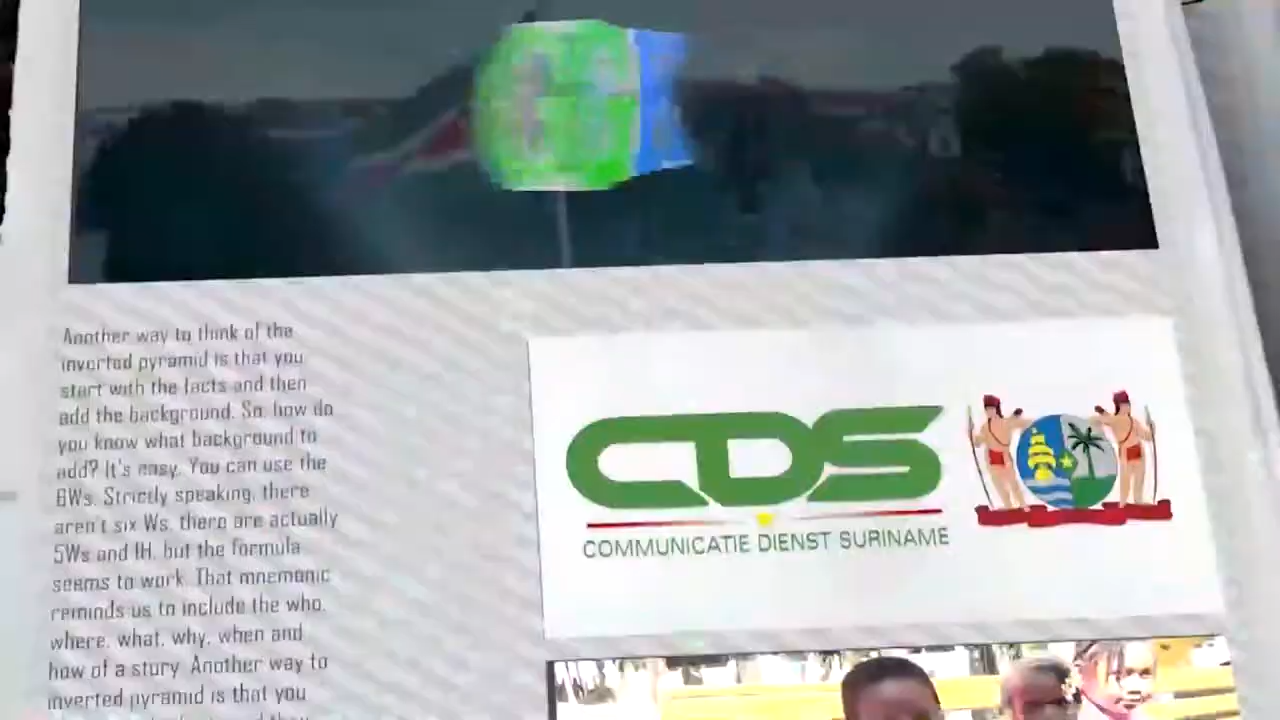 Another way to think of the
inverted pyramid is that you
start with the facts and then
add the background. So, how do
you know what background to
add? It's easy. You can use the
6Ws. Strictly speaking, there
aren't six Ws, there are actually
5Ws and 1H, but the formula
seems to work. That mnemonic
reminds us to include the who,
where, what, why, when and
how of a story. Another way to
inverted pyramid is that you
CDS
COMMUNICATIE DIENST SURINAME